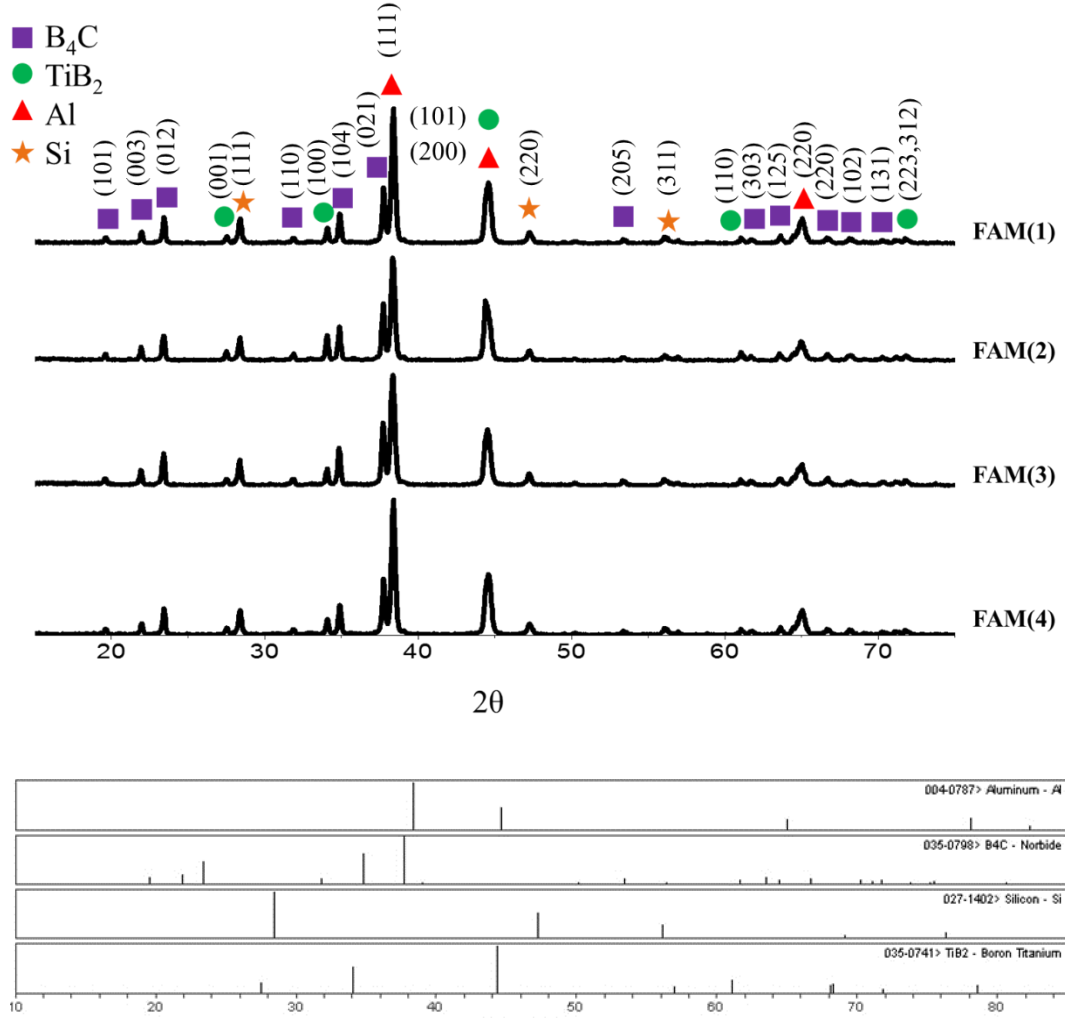 B₄C
TiB₂
Al
Si
(101)
(003)
(012)
(001)
(111)
(110)
(100)
(104)
(021)
(111)
(101)
(200)
(220)
(205)
(311)
(110)
(303)
(125)
(220)
(220)
(102)
(131)
(223,312)
FAM(1)
FAM(2)
FAM(3)
FAM(4)
20 30 40 50 60 70
2θ
004-0787> Aluminum - Al
035-0798> B4C - Norbide
027-1402> Silicon - Si
035-0741> TiB2 - Boron Titanium
10 20 30 40 50 60 70 80